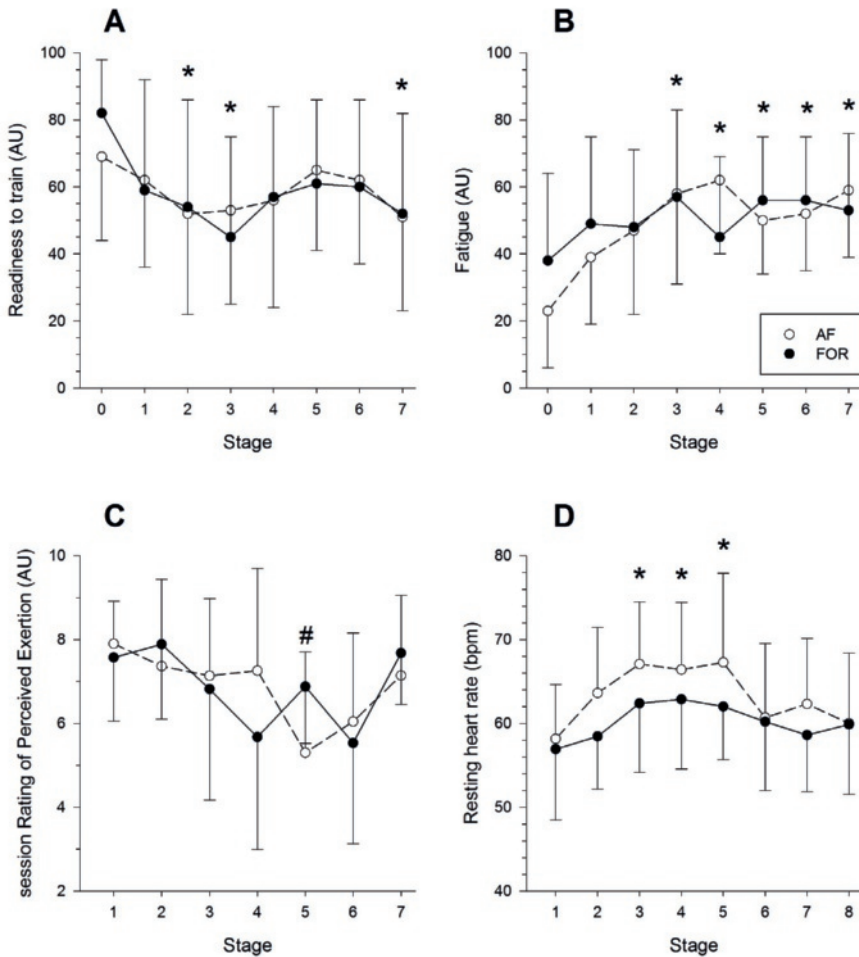 A
B
100
80
60
40
20
0
Readiness to train (AU)
* * *
0 1 2 3 4 5 6 7
Stage
100
80
60
40
20
0
Fatigue (AU)
* * * * *
AF
FOR
0 1 2 3 4 5 6 7
Stage
C
D
10
8
6
4
2
session Rating of Perceived Exertion (AU)
#
1 2 3 4 5 6 7
Stage
80
70
60
50
40
Resting heart rate (bpm)
* * *
1 2 3 4 5 6 7 8
Stage